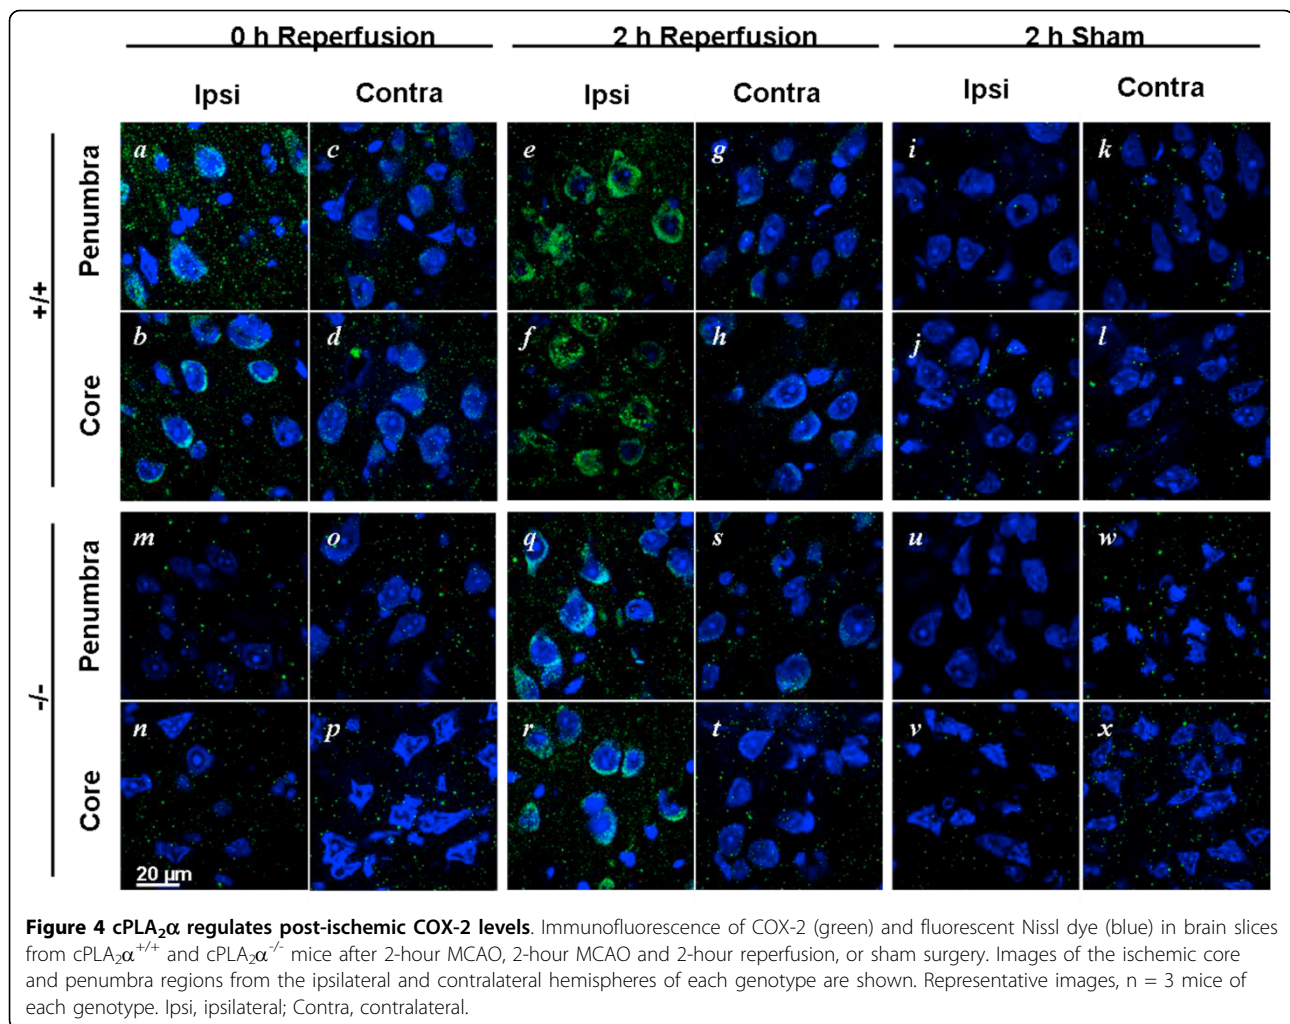 0 h Reperfusion 2 h Reperfusion 2 h Sham
Ipsi Contra Ipsi Contra Ipsi Contra
+/+
Penumbra
a c e g i k
Core
b d f h j l
-/-
Penumbra
m o q s u w
Core
n p r t v x
20 µm
Figure 4 cPLA₂α regulates post-ischemic COX-2 levels. Immunofluorescence of COX-2 (green) and fluorescent Nissl dye (blue) in brain slices
from cPLA₂α⁺/⁺ and cPLA₂α⁻/⁻ mice after 2-hour MCAO, 2-hour MCAO and 2-hour reperfusion, or sham surgery. Images of the ischemic core
and penumbra regions from the ipsilateral and contralateral hemispheres of each genotype are shown. Representative images, n = 3 mice of
each genotype. Ipsi, ipsilateral; Contra, contralateral.